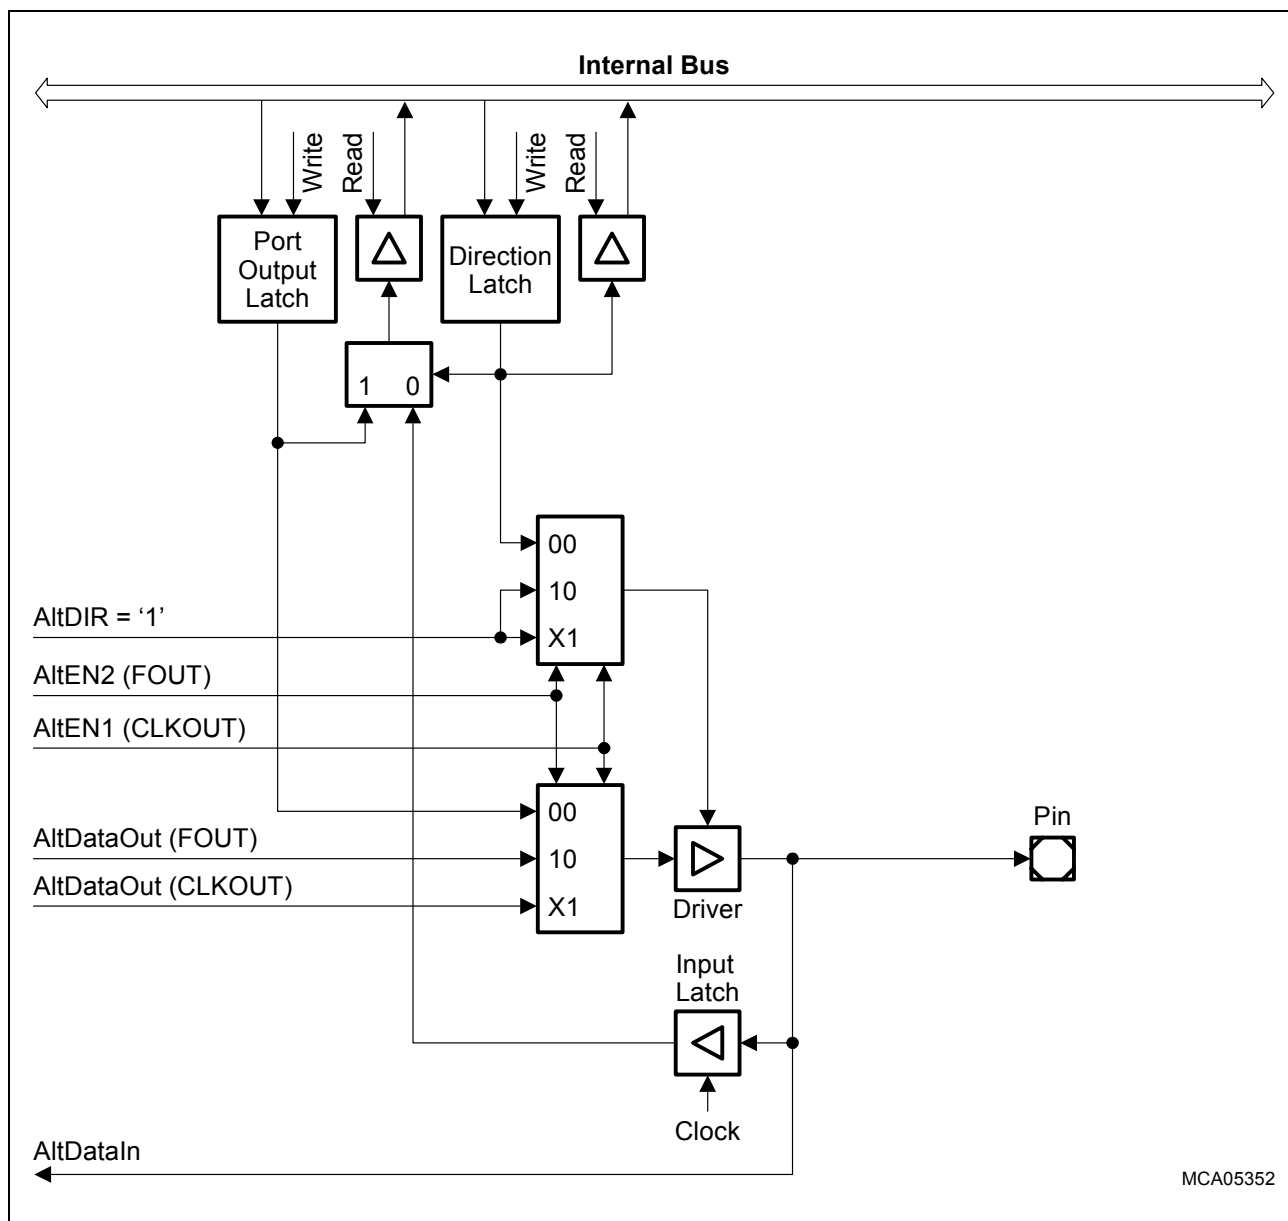 Internal Bus
Write
Read
Write
Read
Port
Output
Latch
Direction
Latch
1 0
00
10
X1
AltDIR = ‘1’
AltEN2 (FOUT)
AltEN1 (CLKOUT)
00
10
X1
AltDataOut (FOUT)
AltDataOut (CLKOUT)
Driver
Pin
Input
Latch
Clock
AltDataIn
MCA05352